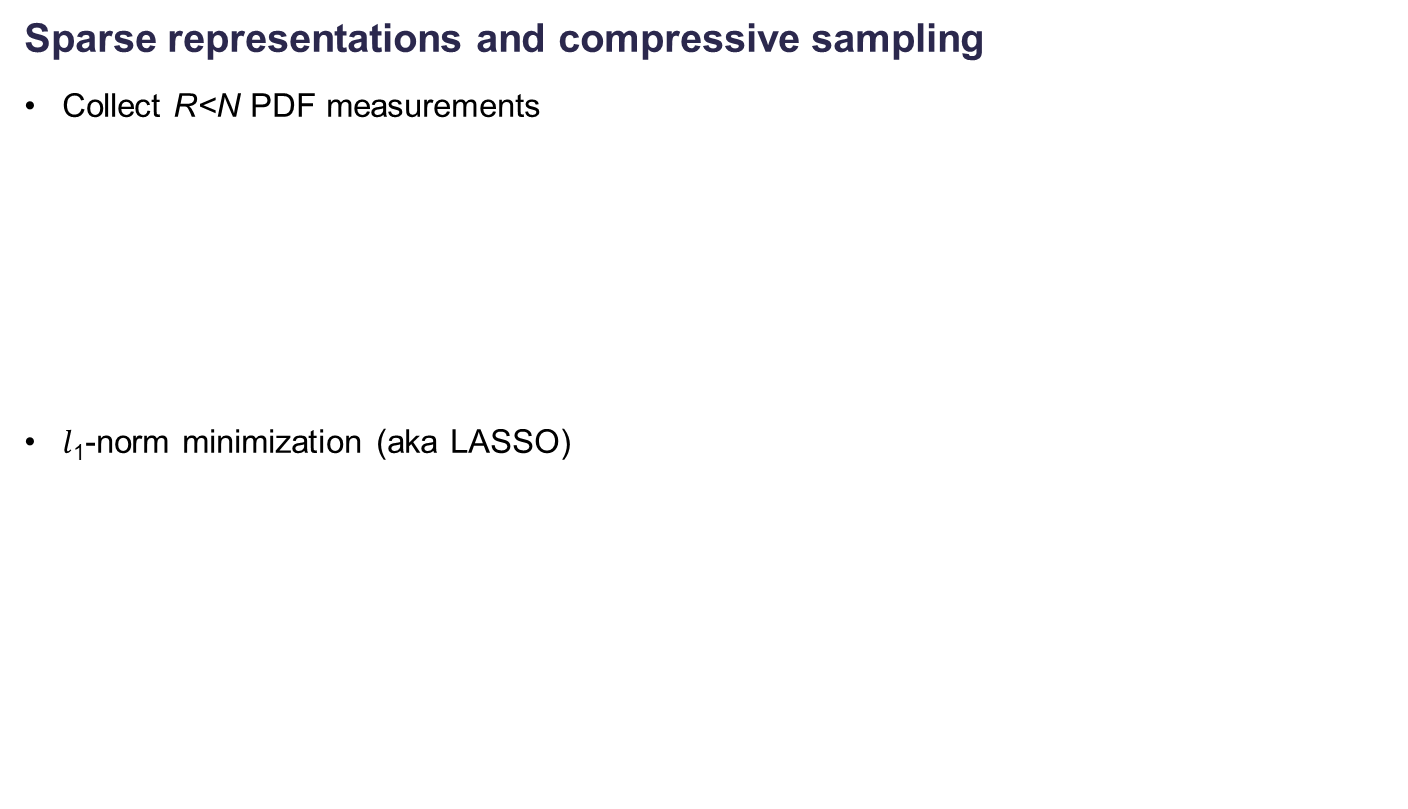 Sparse representations and compressive sampling
• Collect R<N PDF measurements
• l₁-norm minimization (aka LASSO)